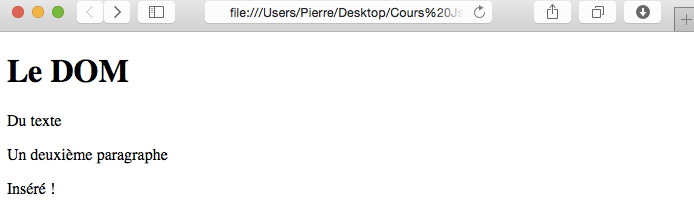 file:///Users/Pierre/Desktop/Cours%20Js
Le DOM
Du texte
Un deuxième paragraphe
Inséré !